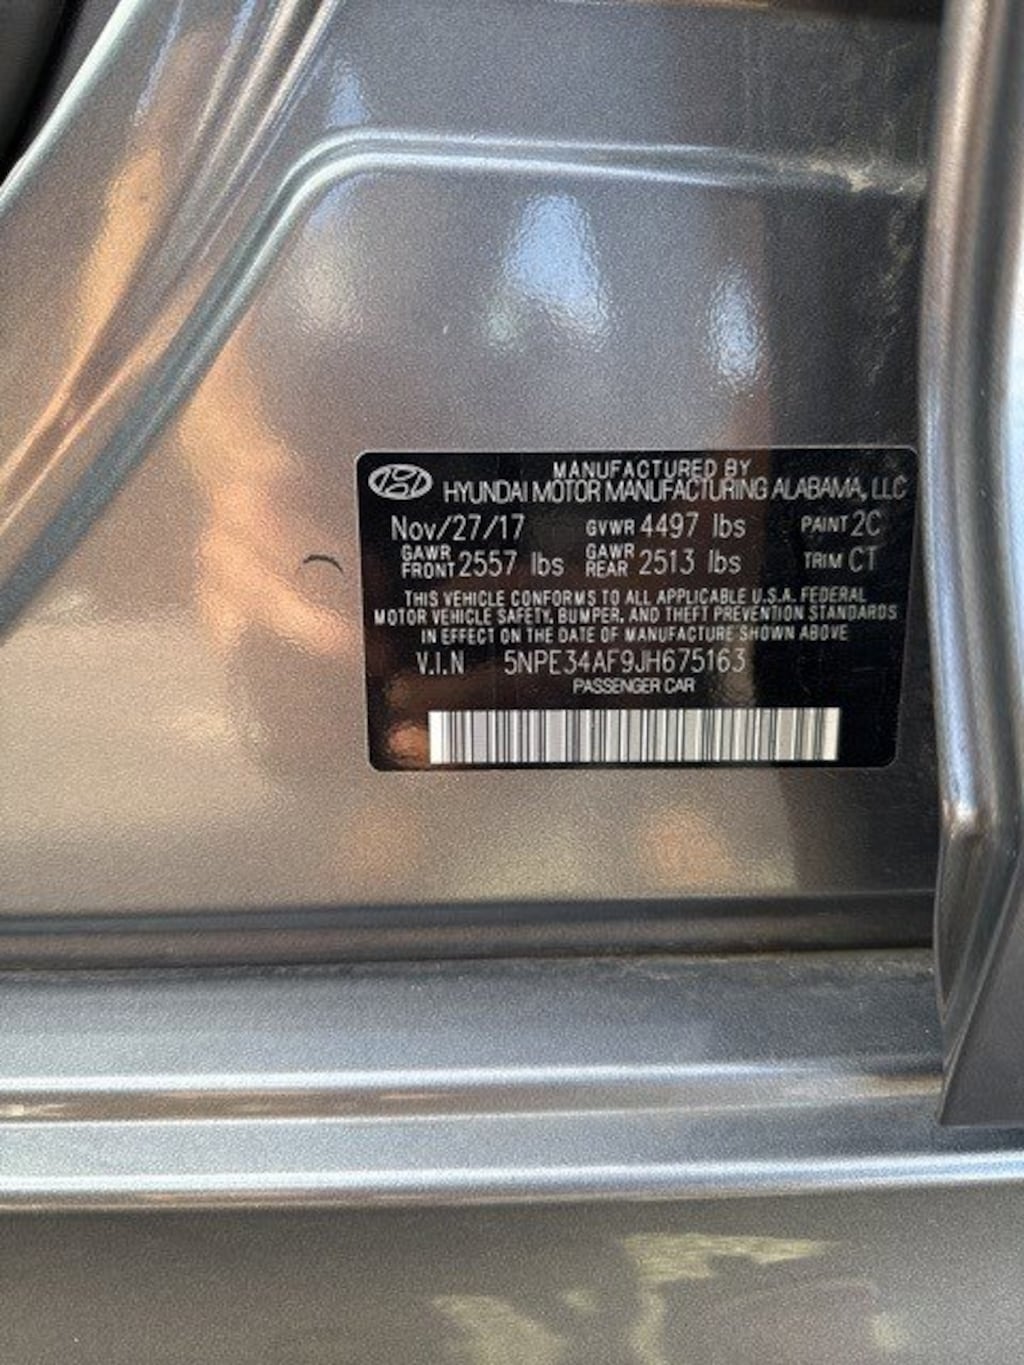 MANUFACTURED BY
HYUNDAI MOTOR MANUFACTURING ALABAMA, LLC
Nov/27/17 GVWR 4497 lbs PAINT 2C
GAWR FRONT 2557 lbs GAWR REAR 2513 lbs TRIM CT
THIS VEHICLE CONFORMS TO ALL APPLICABLE U.S.A. FEDERAL
MOTOR VEHICLE SAFETY, BUMPER, AND THEFT PREVENTION STANDARDS
IN EFFECT ON THE DATE OF MANUFACTURE SHOWN ABOVE
V.I.N 5NPE34AF9JH675163
PASSENGER CAR